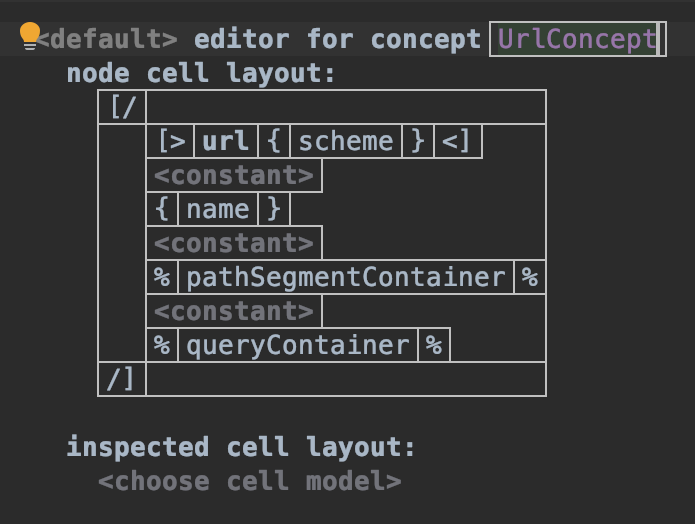 <default> editor for concept UrlConcept
node cell layout:
[/
[> url { scheme } <]
<constant>
{ name }
<constant>
% pathSegmentContainer %
<constant>
% queryContainer %
/]
inspected cell layout:
<choose cell model>